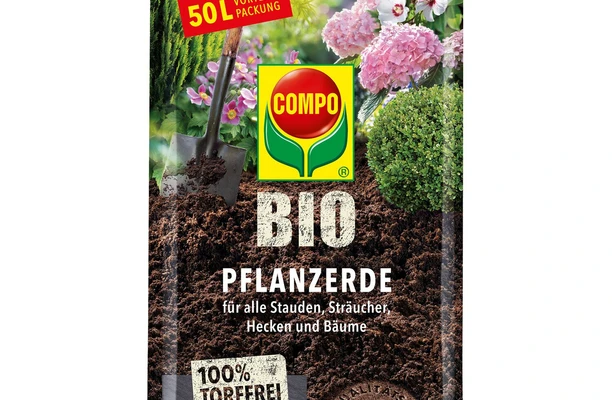 50L
PACKUNG
COMPO
®
BIO
PFLANZERDE
für alle Stauden, Sträucher,
Hecken und Bäume
100%
TORFFREI